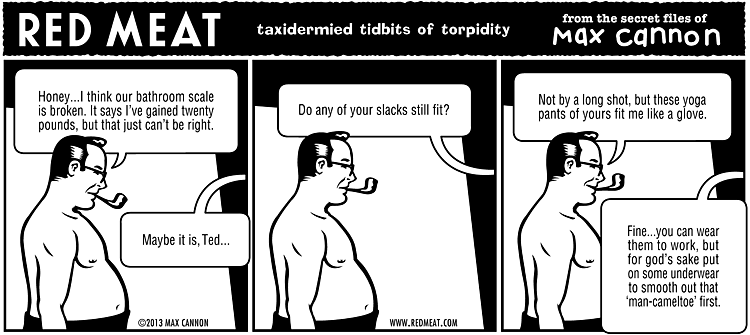 RED MEAT
taxidermied tidbits of torpidity
from the secret files of
Max cannon
Honey...I think our bathroom scale
is broken. It says I've gained twenty
pounds, but that just can't be right.
Maybe it is, Ted...
©2013 MAX CANNON
Do any of your slacks still fit?
WWW.REDMEAT.COM
Not by a long shot, but these yoga
pants of yours fit me like a glove.
Fine...you can wear
them to work, but
for god's sake put
on some underwear
to smooth out that
'man-cameltoe' first.